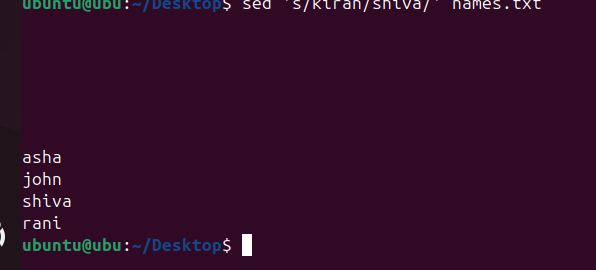 ubuntu@ubu:~/Desktop$ sed 's/kiran/shiva/' names.txt
asha
john
shiva
rani
ubuntu@ubu:~/Desktop$